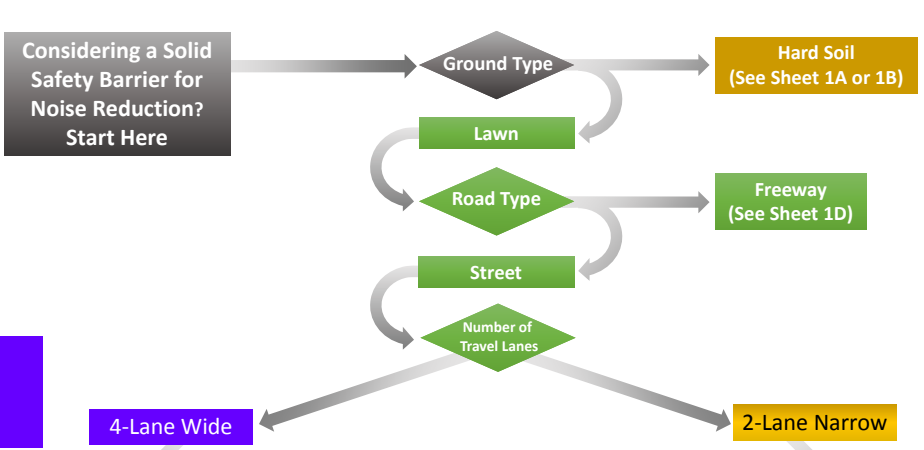 Considering a Solid
Safety Barrier for
Noise Reduction?
Start Here
Ground Type
Hard Soil
(See Sheet 1A or 1B)
Lawn
Road Type
Freeway
(See Sheet 1D)
Street
Number of
Travel Lanes
4-Lane Wide
2-Lane Narrow